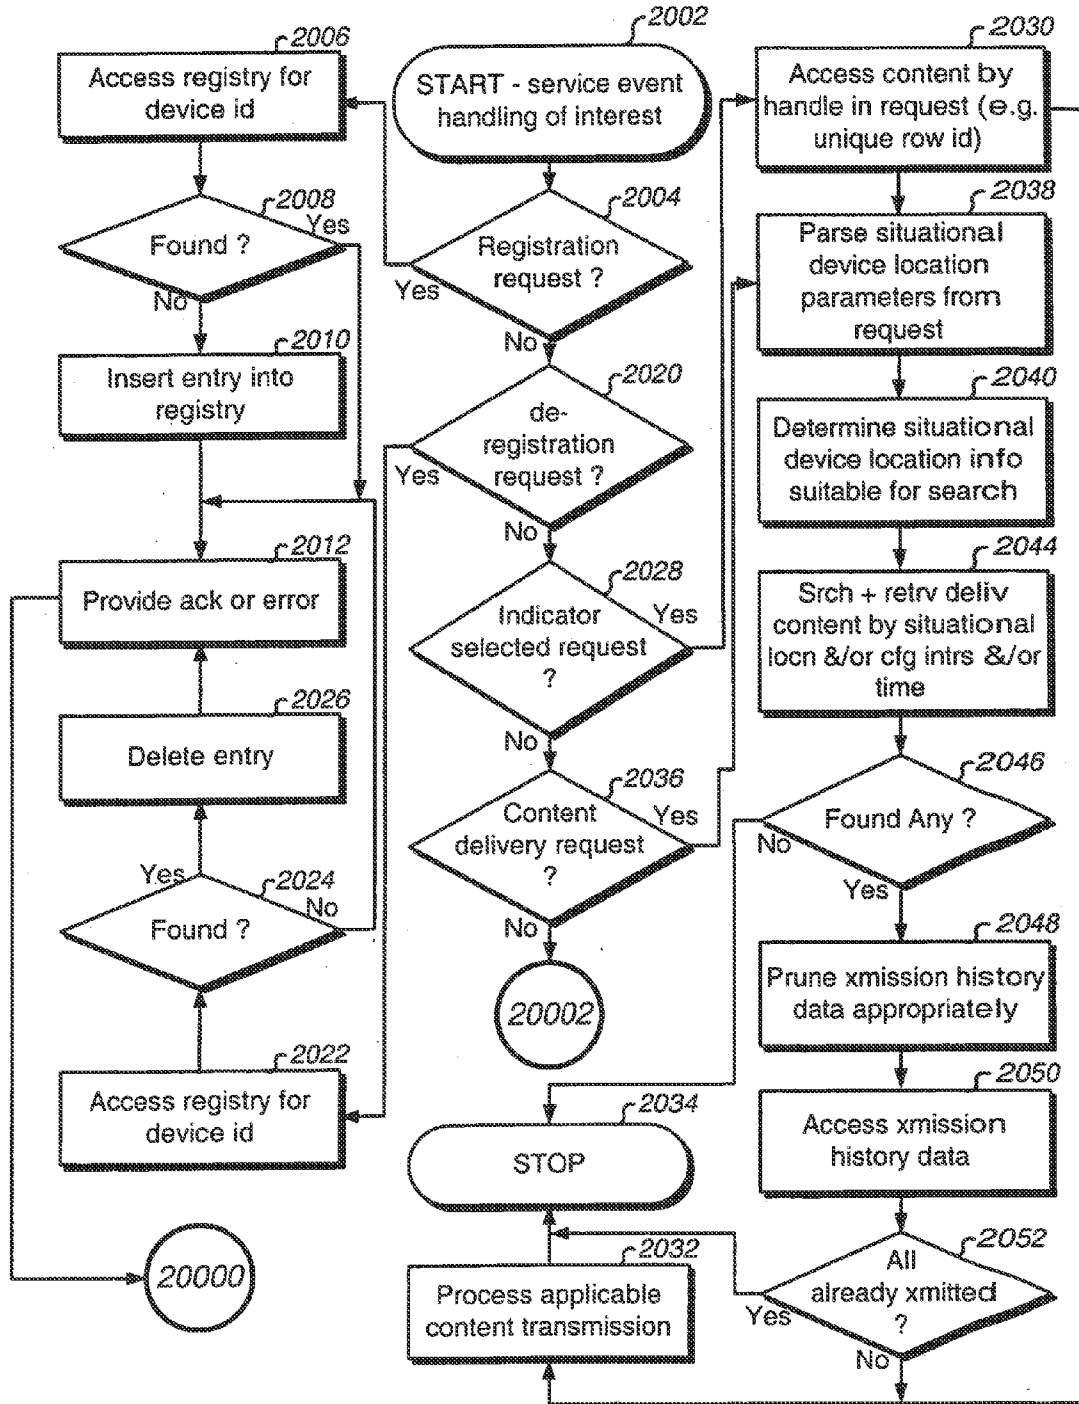 2006
Access registry for
device id
2008
Found ?
Yes
No
2010
Insert entry into
registry
2012
Provide ack or error
2026
Delete entry
Yes
2024
No
Found ?
2022
Access registry for
device id
20000
2002
START - service event
handling of interest
2004
Registration
request ?
Yes
No
2020
de-
registration
request ?
Yes
No
2028
Indicator
selected request
?
Yes
No
2036
Content
delivery request
?
Yes
No
20002
2034
STOP
2032
Process applicable
content transmission
2030
Access content by
handle in request (e.g.
unique row id)
2038
Parse situational
device location
parameters from
request
2040
Determine situational
device location info
suitable for search
2044
Srch + retrv deliv
content by situational
locn &/or cfg intrs &/or
time
2046
Found Any ?
No
Yes
2048
Prune xmission history
data appropriately
2050
Access xmission
history data
2052
All
already xmitted
?
Yes
No